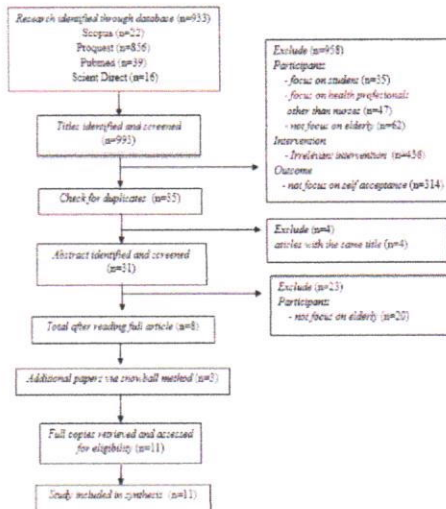 Research identified through database (n=933)
Scopus (n=22)
Proquest (n=856)
Pubmed (n=39)
Scient Direct (n=16)
Titles identified and screened
(n=993)
Check for duplicates (n=35)
Abstract identified and screened
(n=31)
Total after reading full article (n=8)
Additional papers via snowball method (n=3)
Full copies retrieved and assessed
for eligibility (n=11)
Study included in synthesis (n=11)
Exclude (n=958)
Participants
- focus on student (n=35)
- focus on health profesionals
other than nurses (n=47)
- not focus on elderly (n=62)
Intervention
- Irrelevant intervention (n=456)
Outcome
- not focus on self acceptance (n=314)
Exclude (n=4)
articles with the same title (n=4)
Exclude (n=23)
Participants
- not focus on elderly (n=20)